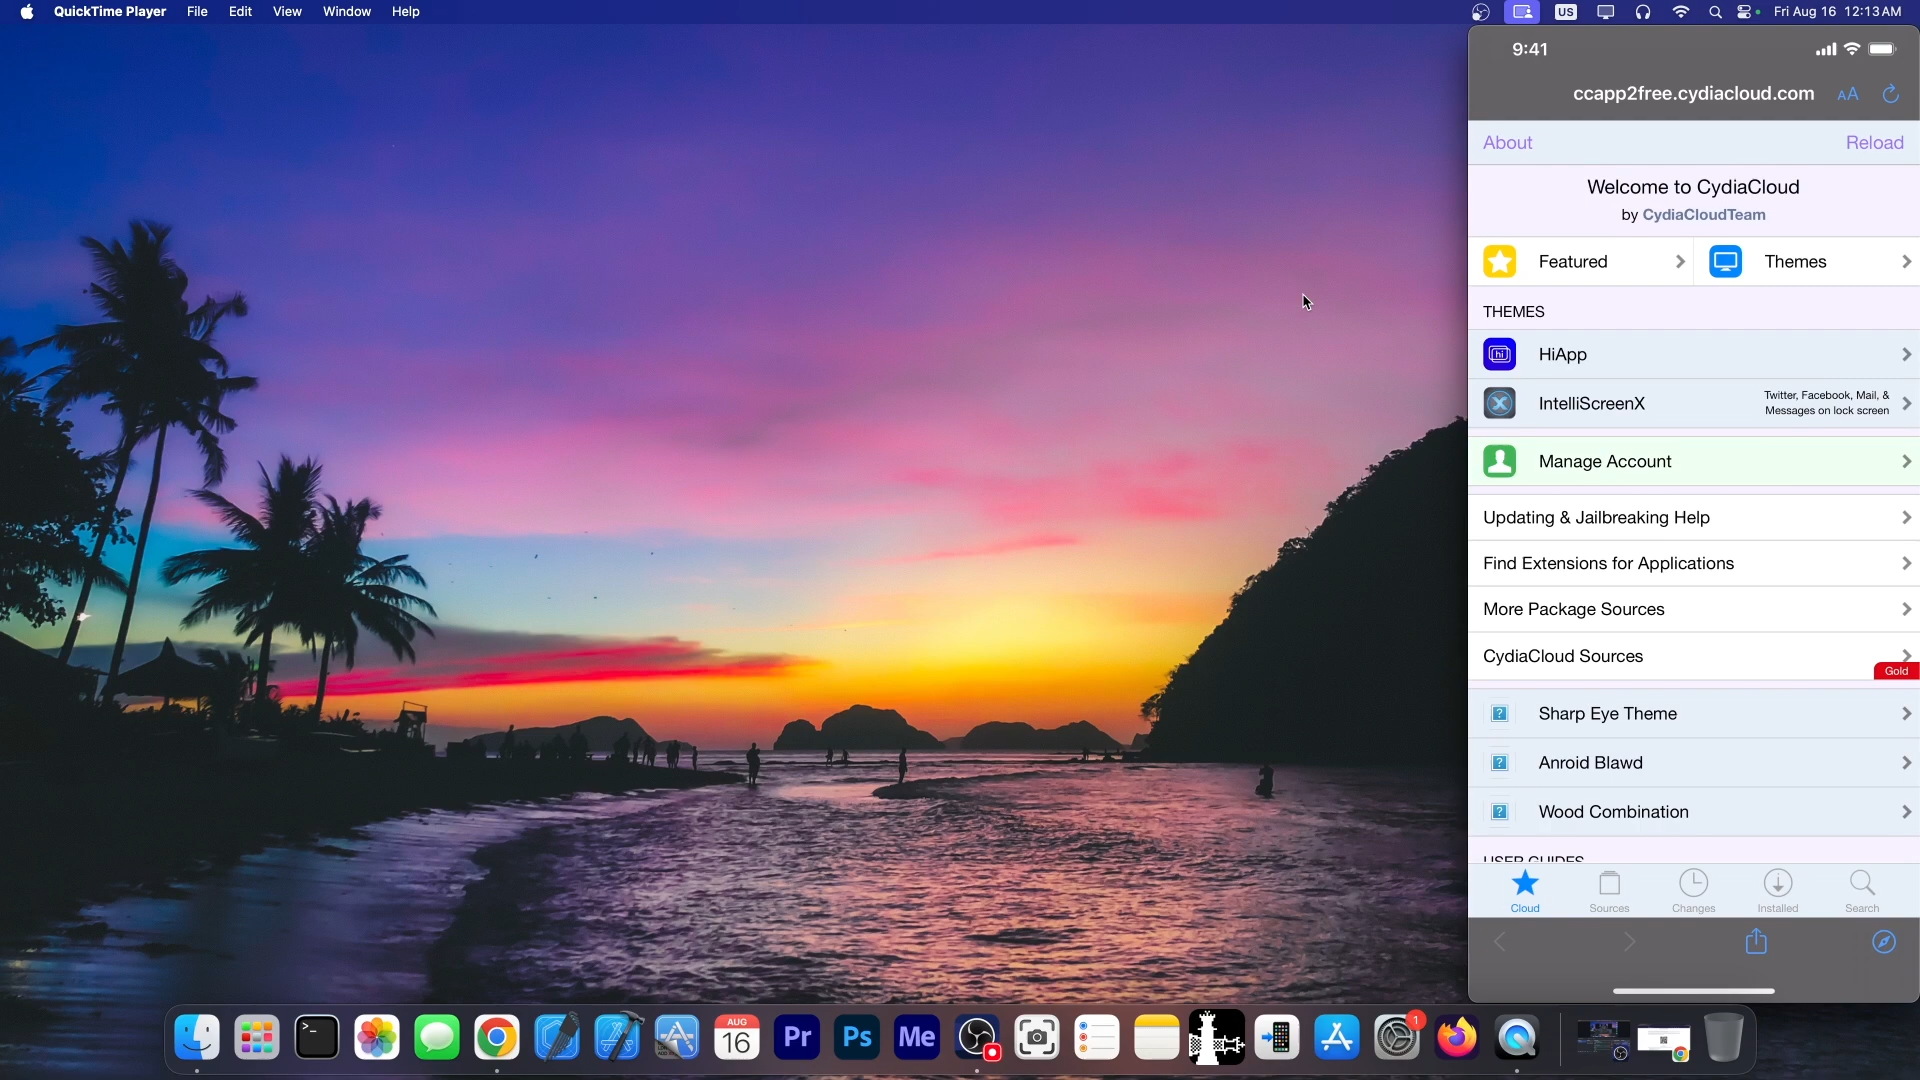 QuickTime Player File Edit View Window Help
US
Fri Aug 16 12:13 AM
9:41
ccapp2free.cydiacloud.com AA
About Reload
Welcome to CydiaCloud
by CydiaCloudTeam
Featured Themes
THEMES
hi HiApp
IntelliScreenX
Twitter, Facebook, Mail, &
Messages on lock screen
Manage Account
Updating & Jailbreaking Help
Find Extensions for Applications
More Package Sources
CydiaCloud Sources
Gold
? Sharp Eye Theme
? Anroid Blawd
? Wood Combination
USER GUIDES
Cloud Sources Changes Installed Search
>_
AUG
16
Pr
Ps
Me
1